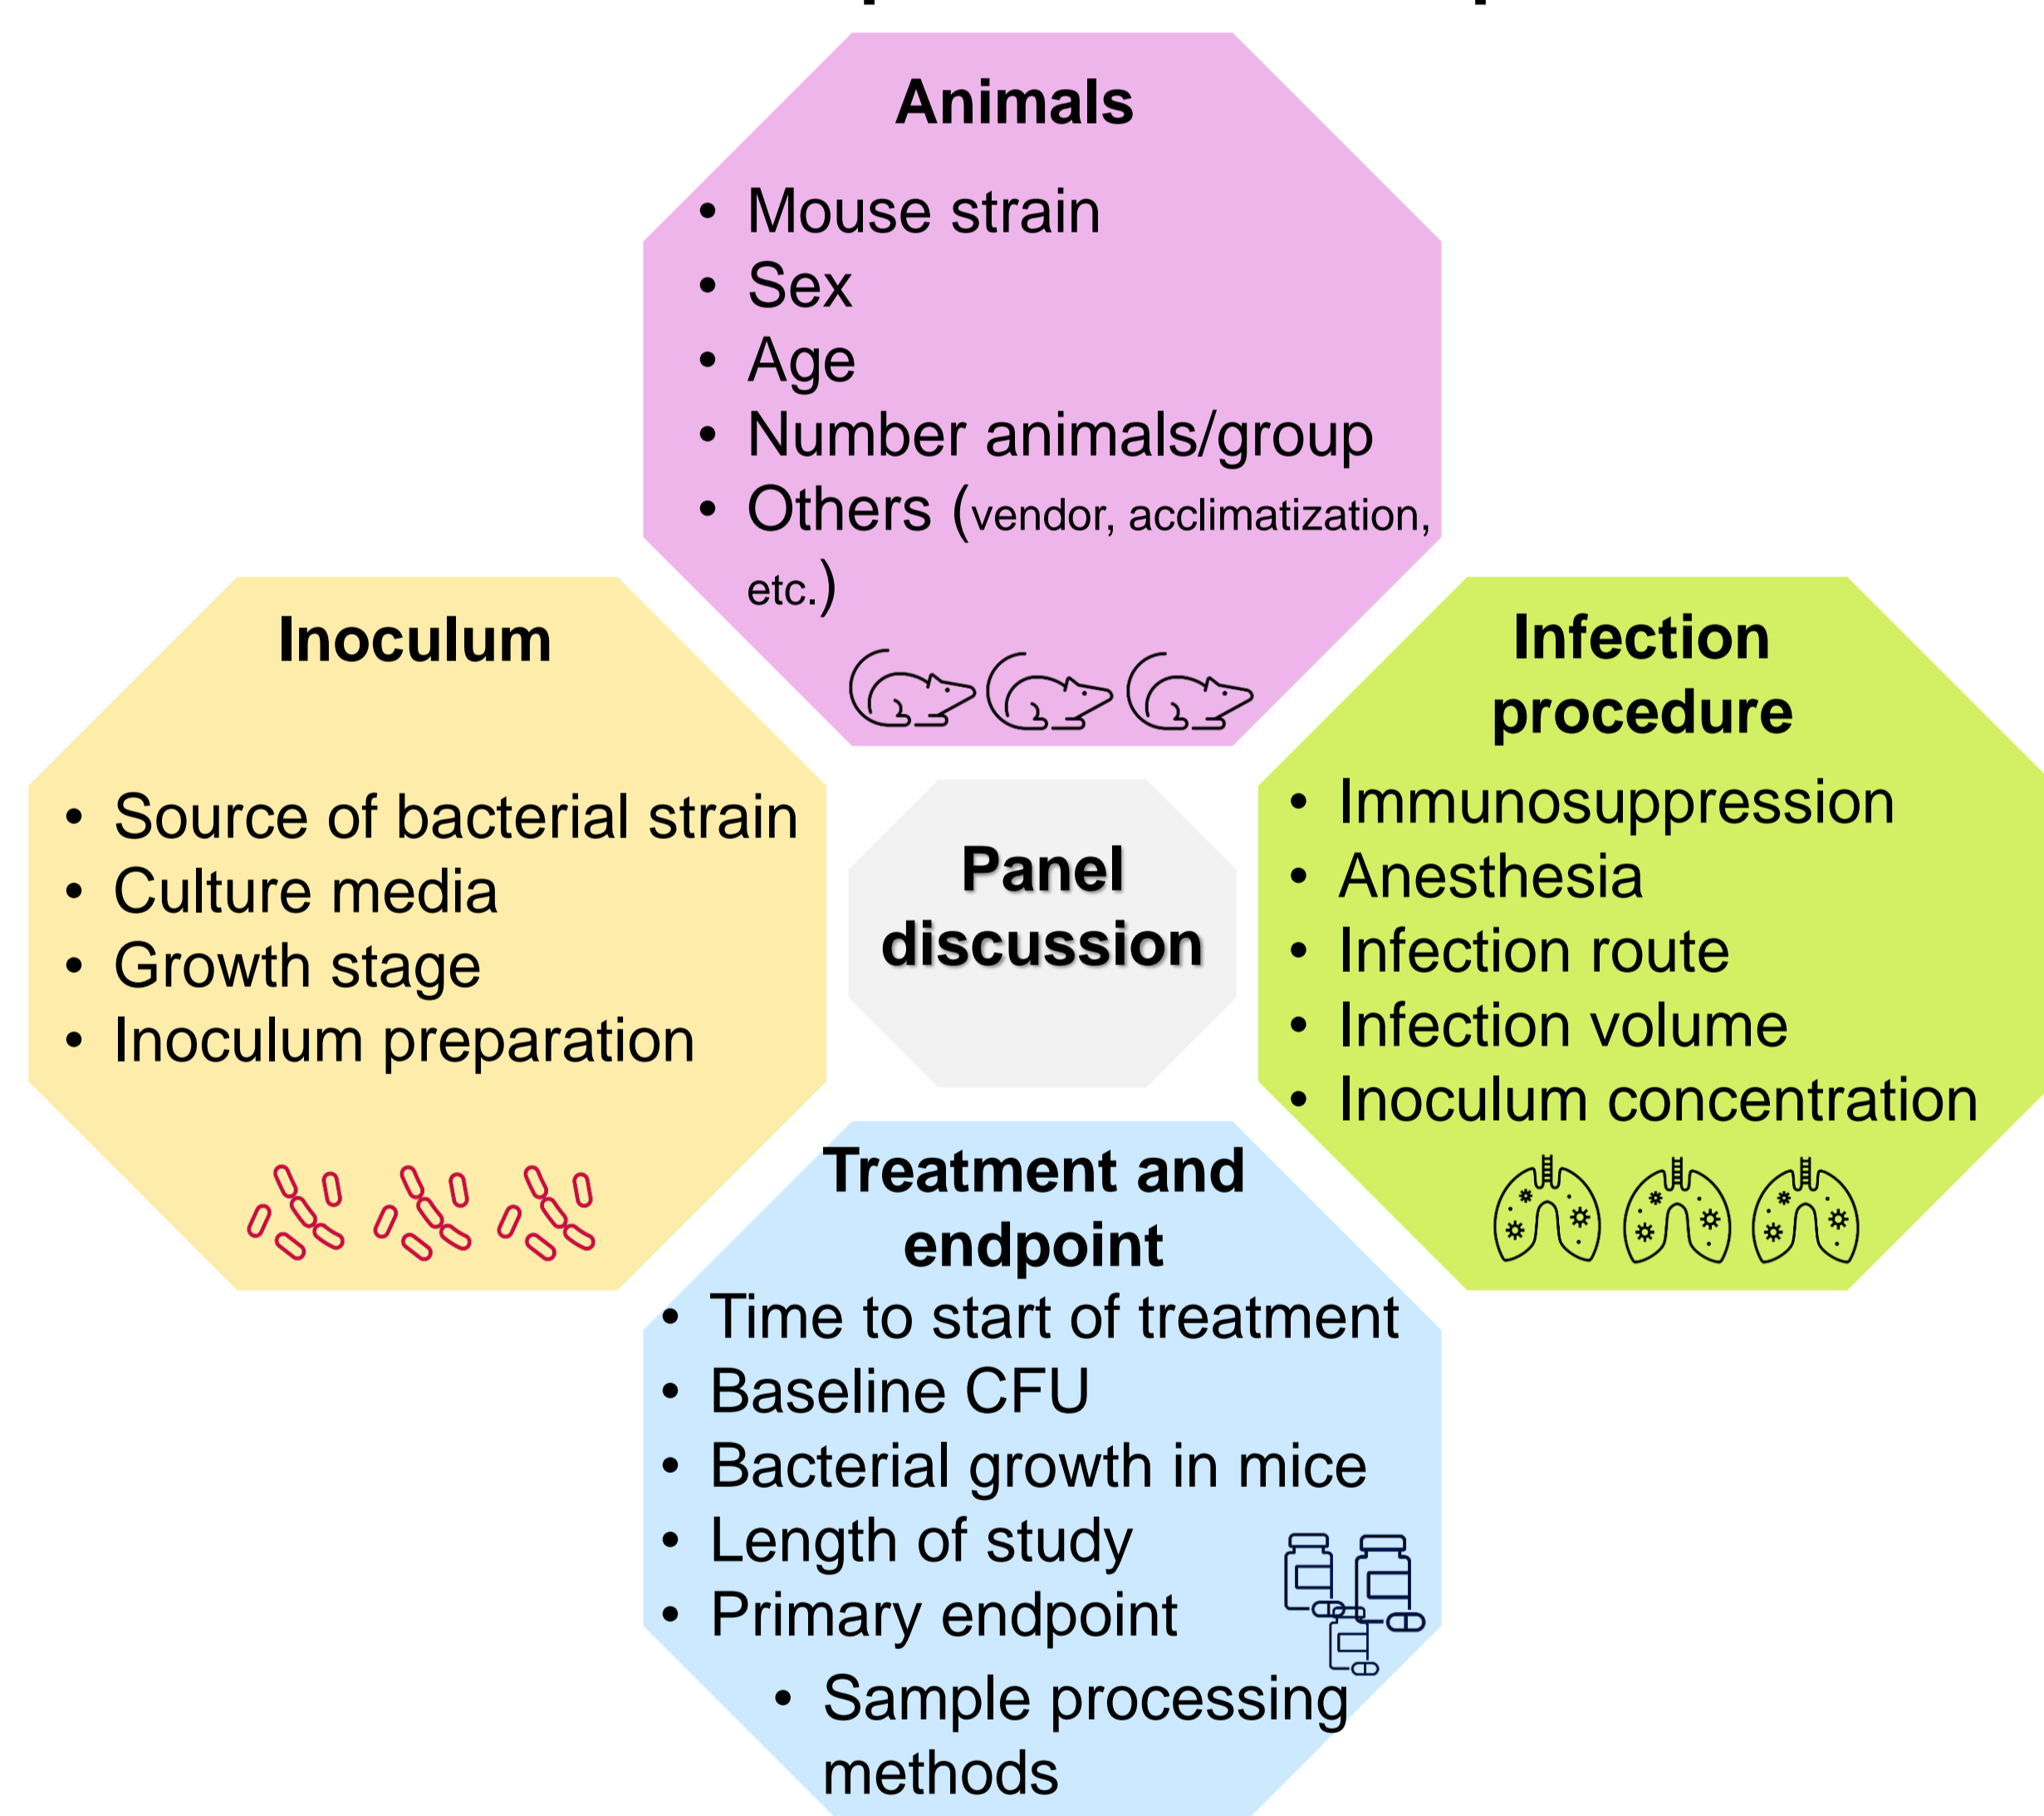 Animals
• Mouse strain
• Sex
• Age
• Number animals/group
• Others (vendor, acclimatization,
etc.)
Inoculum
• Source of bacterial strain
• Culture media
• Growth stage
• Inoculum preparation
Panel
discussion
Infection
procedure
• Immunosuppression
• Anesthesia
• Infection route
• Infection volume
• Inoculum concentration
Treatment and
endpoint
• Time to start of treatment
• Baseline CFU
• Bacterial growth in mice
• Length of study
• Primary endpoint
• Sample processing
methods